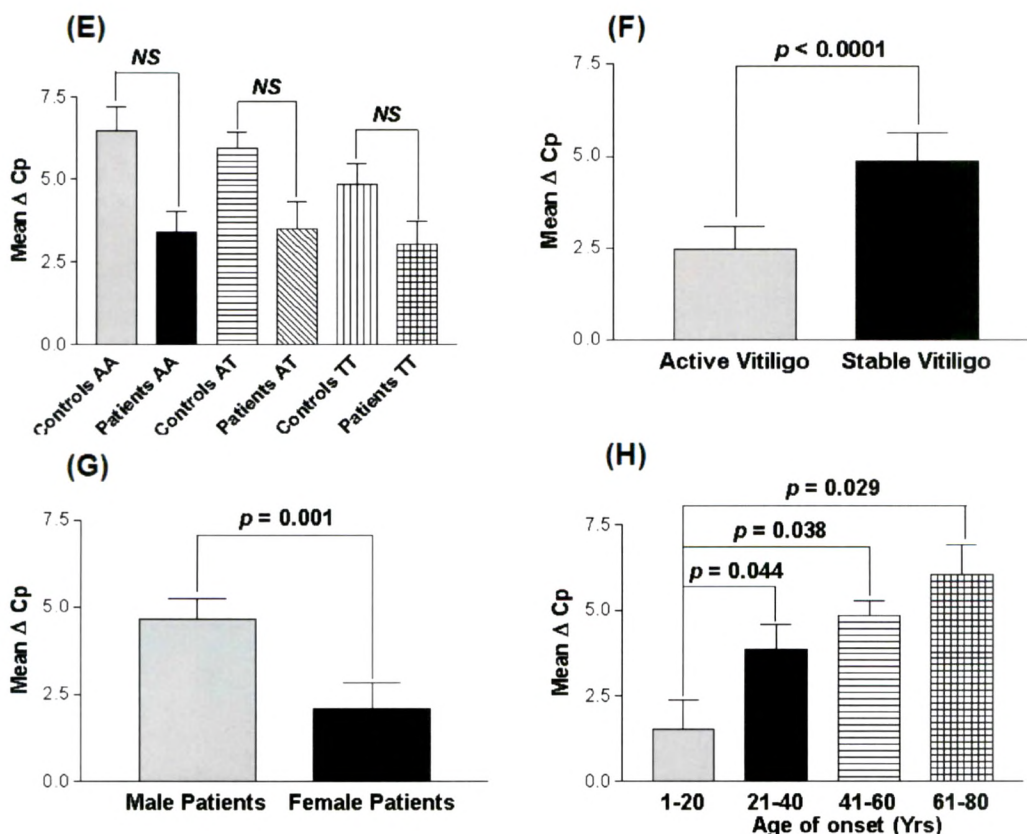 (E)
NS
NS
NS
Mean Δ Cp
7.5
5.0
2.5
0.0
Controls AA
Patients AA
Controls AT
Patients AT
Controls TT
Patients TT
(F)
p < 0.0001
Mean Δ Cp
7.5
5.0
2.5
0.0
Active Vitiligo
Stable Vitiligo
(G)
p = 0.001
Mean Δ Cp
7.5
5.0
2.5
0.0
Male Patients
Female Patients
(H)
p = 0.029
p = 0.038
p = 0.044
Mean Δ Cp
7.5
5.0
2.5
0.0
1-20
21-40
41-60
61-80
Age of onset (Yrs)